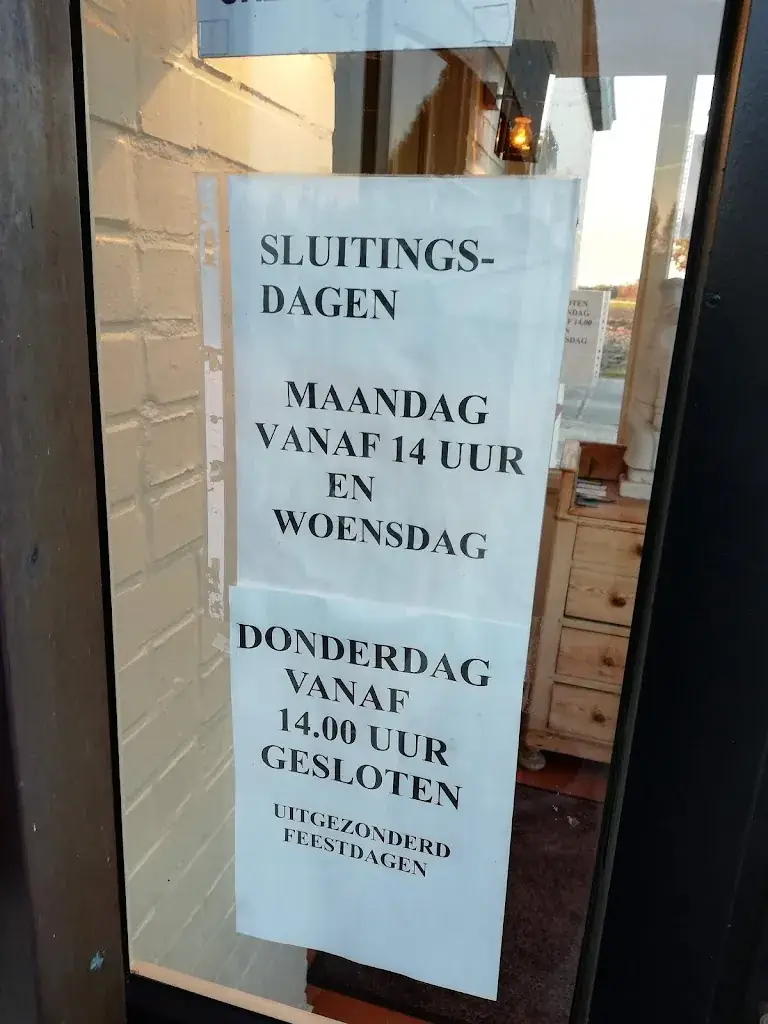 SLUITINGS-
DAGEN
MAANDAG
VANAF 14 UUR
EN
WOENSDAG
DONDERDAG
VANAF
14.00 UUR
GESLOTEN
UITGEZONDERD
FEESTDAGEN